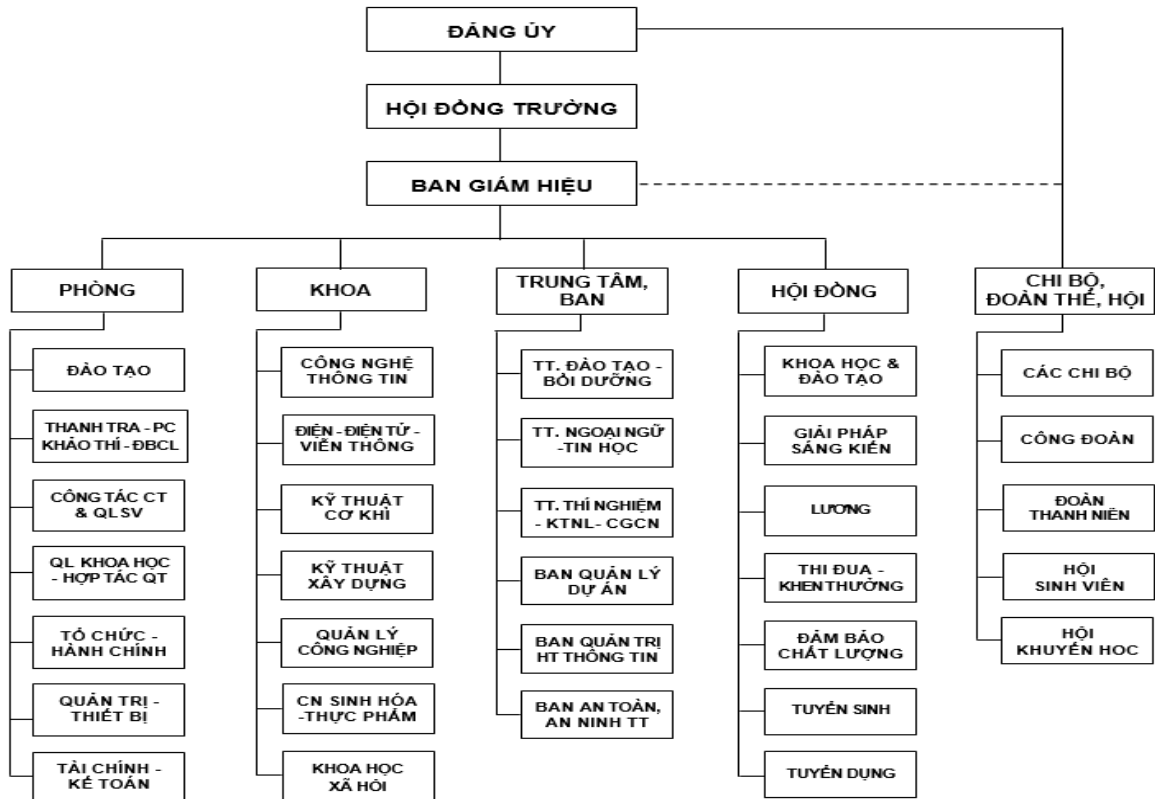 ĐẢNG ỦY
HỘI ĐỒNG TRƯỜNG
BAN GIÁM HIỆU
PHÒNG
ĐÀO TẠO
THANH TRA - PC
KHẢO THÍ - ĐBCL
CÔNG TÁC CT
& QLSV
QL KHOA HỌC
- HỢP TÁC QT
TỔ CHỨC -
HÀNH CHÍNH
QUẢN TRỊ -
THIẾT BỊ
TÀI CHÍNH -
KẾ TOÁN
KHOA
CÔNG NGHỆ
THÔNG TIN
ĐIỆN - ĐIỆN TỬ -
VIỄN THÔNG
KỸ THUẬT
CƠ KHÍ
KỸ THUẬT
XÂY DỰNG
QUẢN LÝ
CÔNG NGHIỆP
CN SINH HÓA
-THỰC PHẨM
KHOA HỌC
XÃ HỘI
TRUNG TÂM,
BAN
TT. ĐÀO TẠO -
BỒI DƯỠNG
TT. NGOẠI NGỮ
-TIN HỌC
TT. THÍ NGHIỆM
- KTNL- CGCN
BAN QUẢN LÝ
DỰ ÁN
BAN QUẢN TRỊ
HT THÔNG TIN
BAN AN TOÀN,
AN NINH TT
HỘI ĐỒNG
KHOA HỌC &
ĐÀO TẠO
GIẢI PHÁP
SÁNG KIẾN
LƯƠNG
THI ĐUA -
KHEN THƯỞNG
ĐẢM BẢO
CHẤT LƯỢNG
TUYỂN SINH
TUYỂN DỤNG
CHI BỘ,
ĐOÀN THỂ, HỘI
CÁC CHI BỘ
CÔNG ĐOÀN
ĐOÀN
THANH NIÊN
HỘI
SINH VIÊN
HỘI
KHUYẾN HỌC